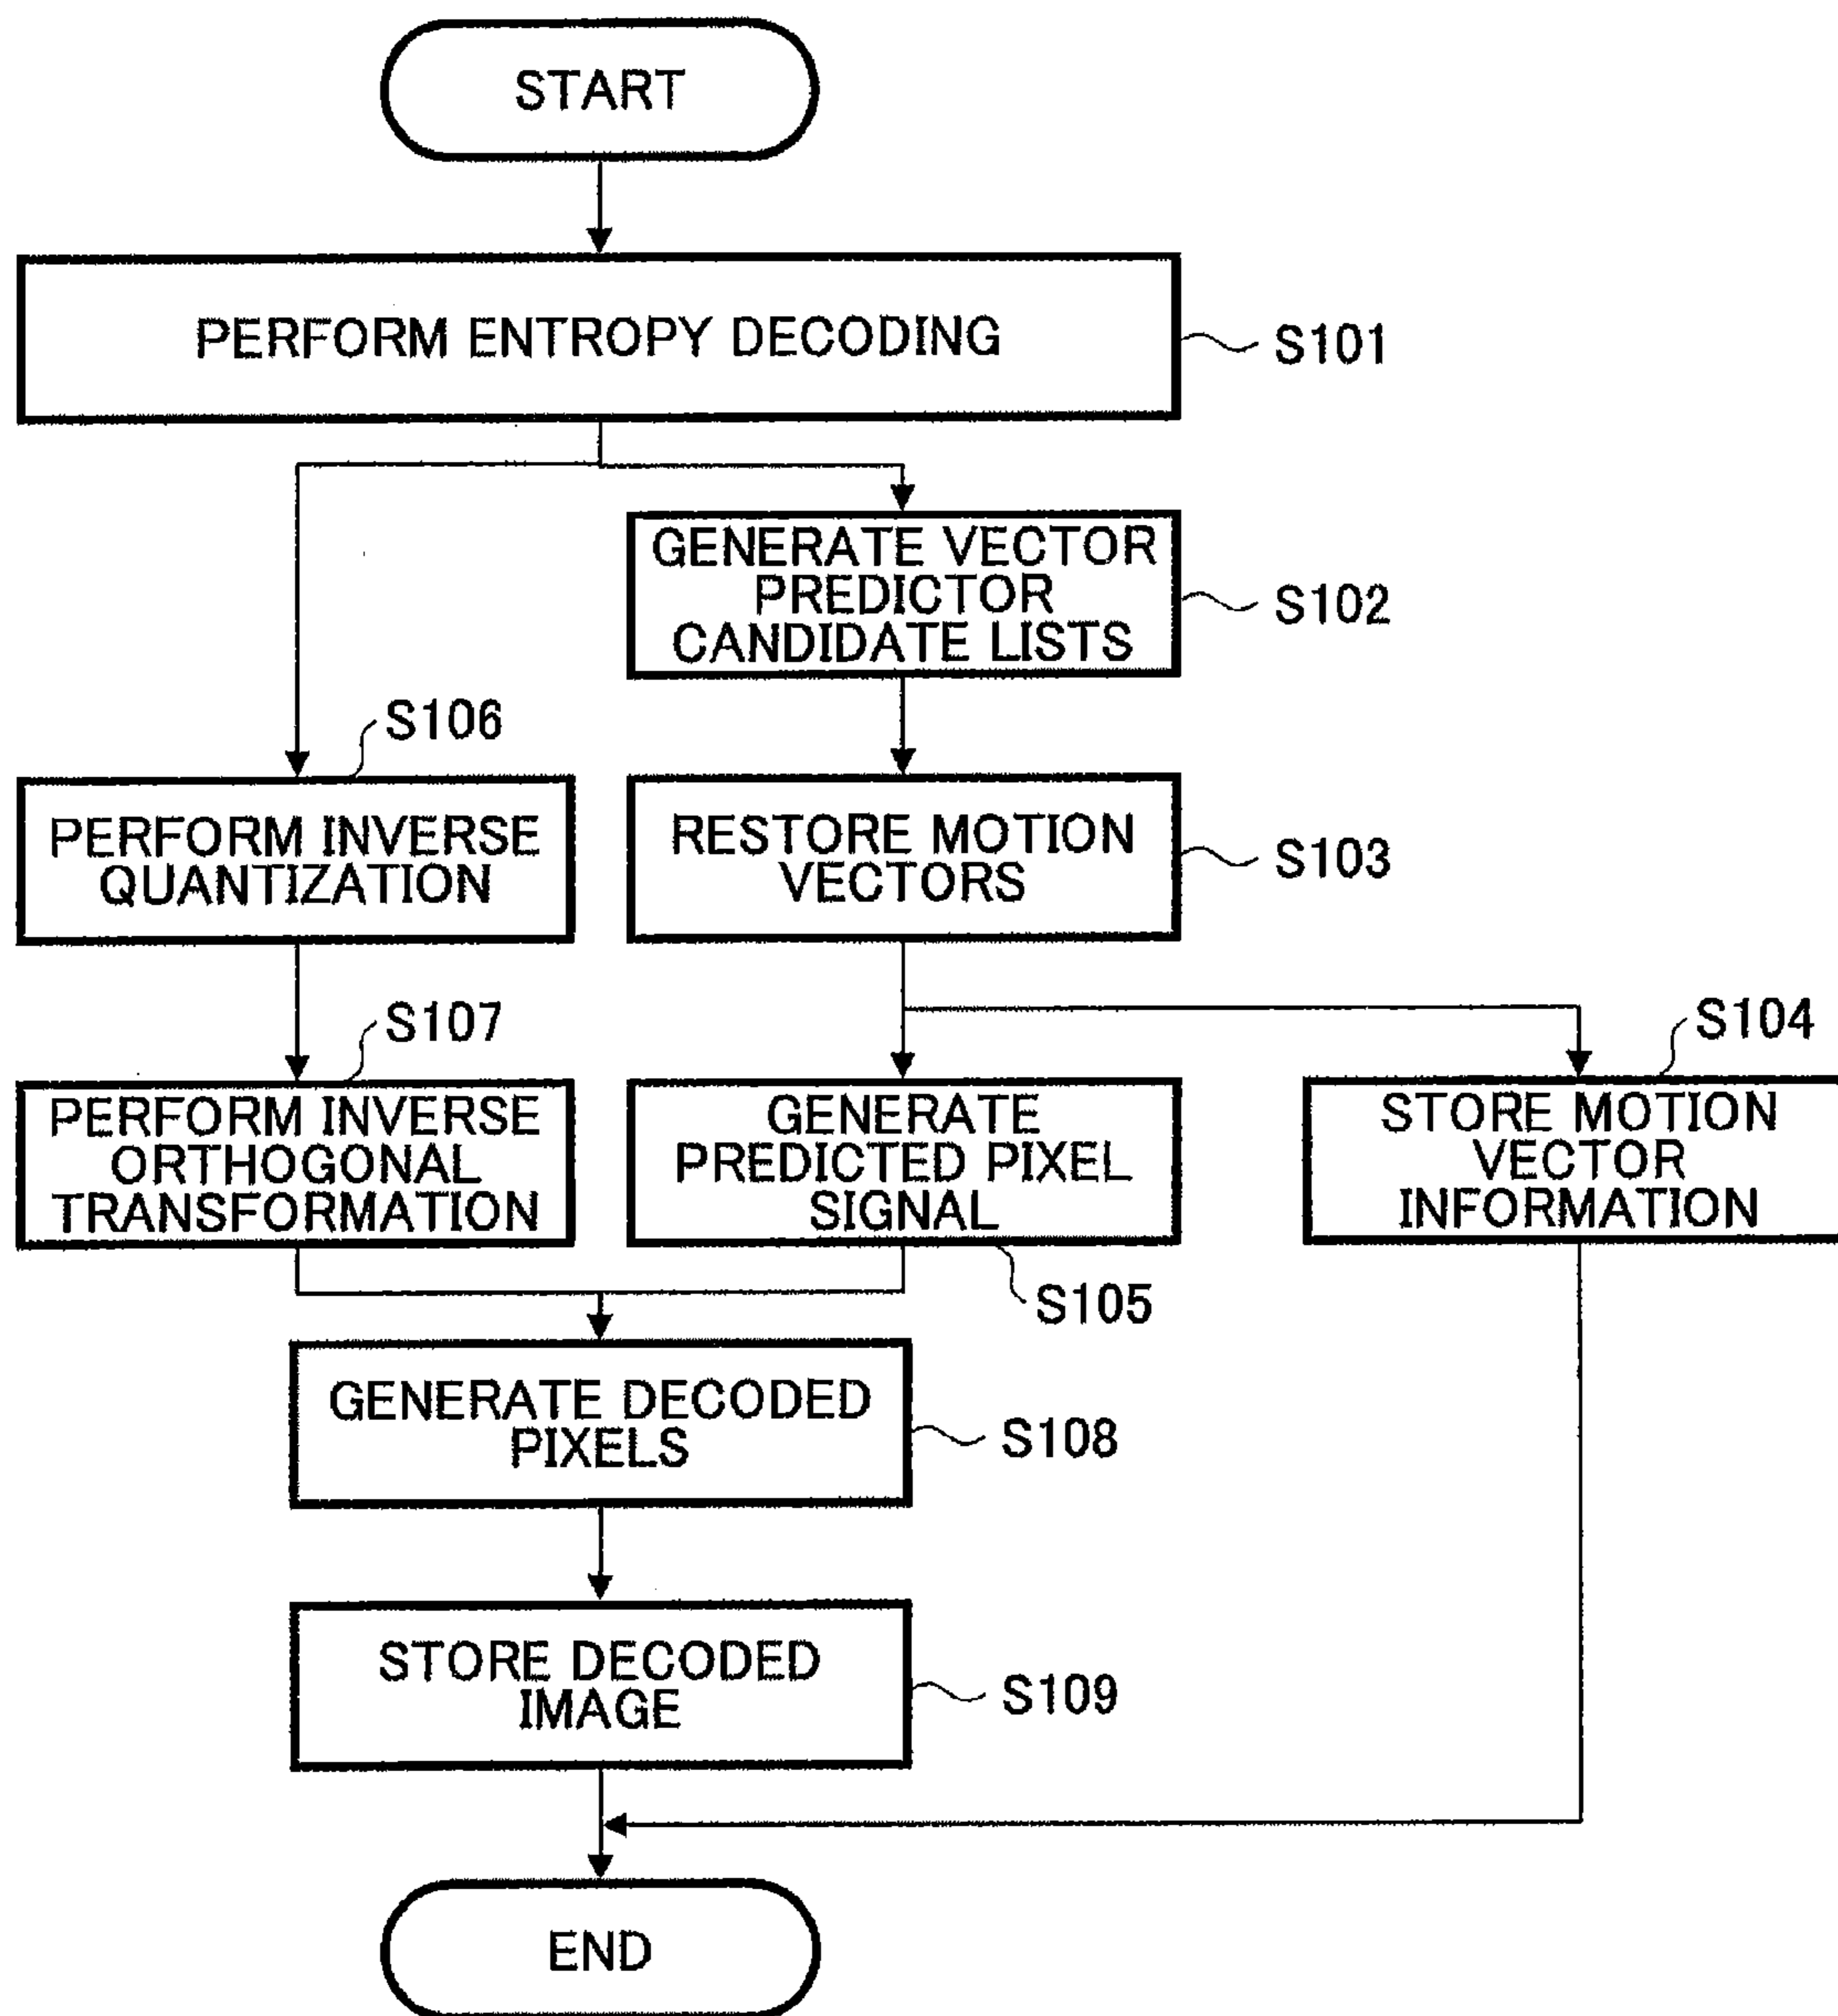 START
PERFORM ENTROPY DECODING
S101
GENERATE VECTOR
PREDICTOR
CANDIDATE LISTS
S102
S106
PERFORM INVERSE
QUANTIZATION
RESTORE MOTION
VECTORS
S103
S107
PERFORM INVERSE
ORTHOGONAL
TRANSFORMATION
GENERATE
PREDICTED PIXEL
SIGNAL
S105
S104
STORE MOTION
VECTOR
INFORMATION
GENERATE DECODED
PIXELS
S108
STORE DECODED
IMAGE
S109
END